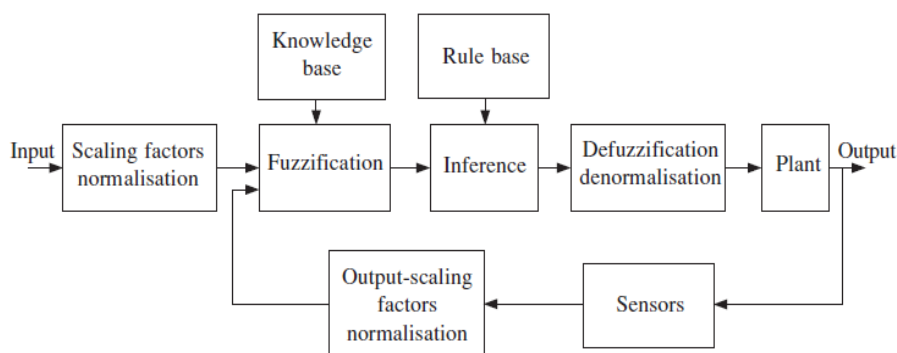 Knowledge
base
Rule base
Input
Scaling factors
normalisation
Fuzzification
Inference
Defuzzification
denormalisation
Plant
Output
Output-scaling
factors
normalisation
Sensors